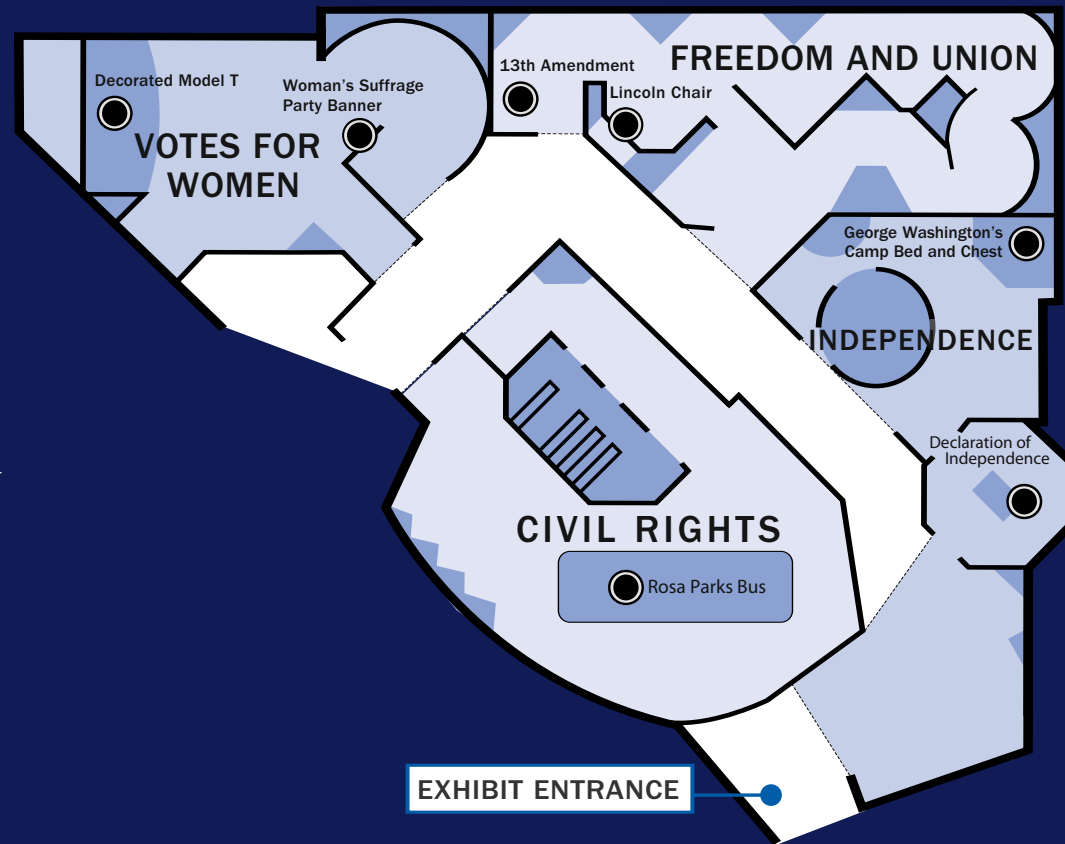 FREEDOM AND UNION
13th Amendment
Lincoln Chair
Decorated Model T
Woman's Suffrage
Party Banner
VOTES FOR
WOMEN
George Washington's
Camp Bed and Chest
INDEPENDENCE
Declaration of
Independence
CIVIL RIGHTS
Rosa Parks Bus
EXHIBIT ENTRANCE